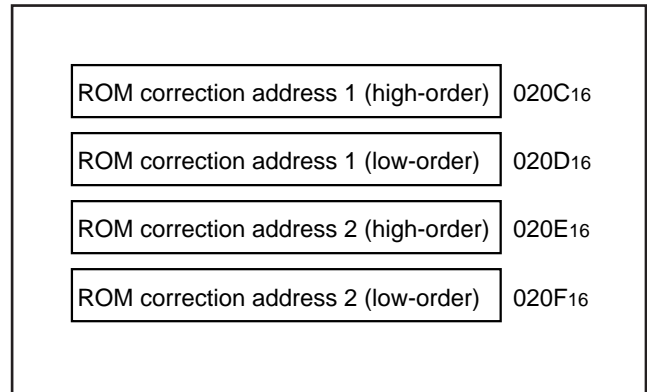 ROM correction address 1 (high-order) 020C16
ROM correction address 1 (low-order) 020D16
ROM correction address 2 (high-order) 020E16
ROM correction address 2 (low-order) 020F16